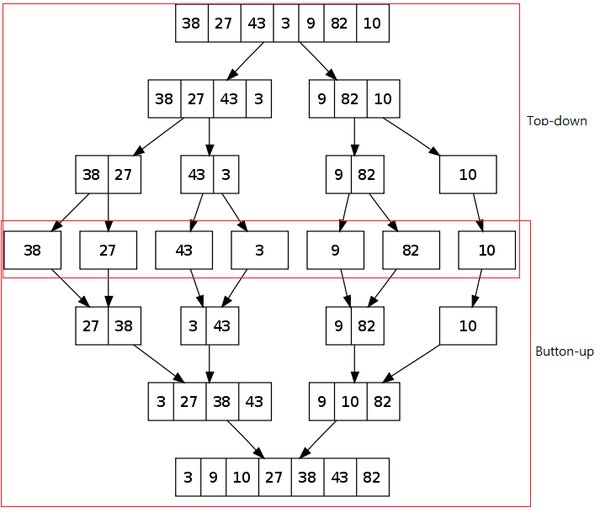 38 27 43 3 9 82 10
38 27 43 3 9 82 10
Top-down
38 27 43 3 9 82 10
38 27 43 3 9 82 10
27 38 3 43 9 82 10
Button-up
3 27 38 43 9 10 82
3 9 10 27 38 43 82